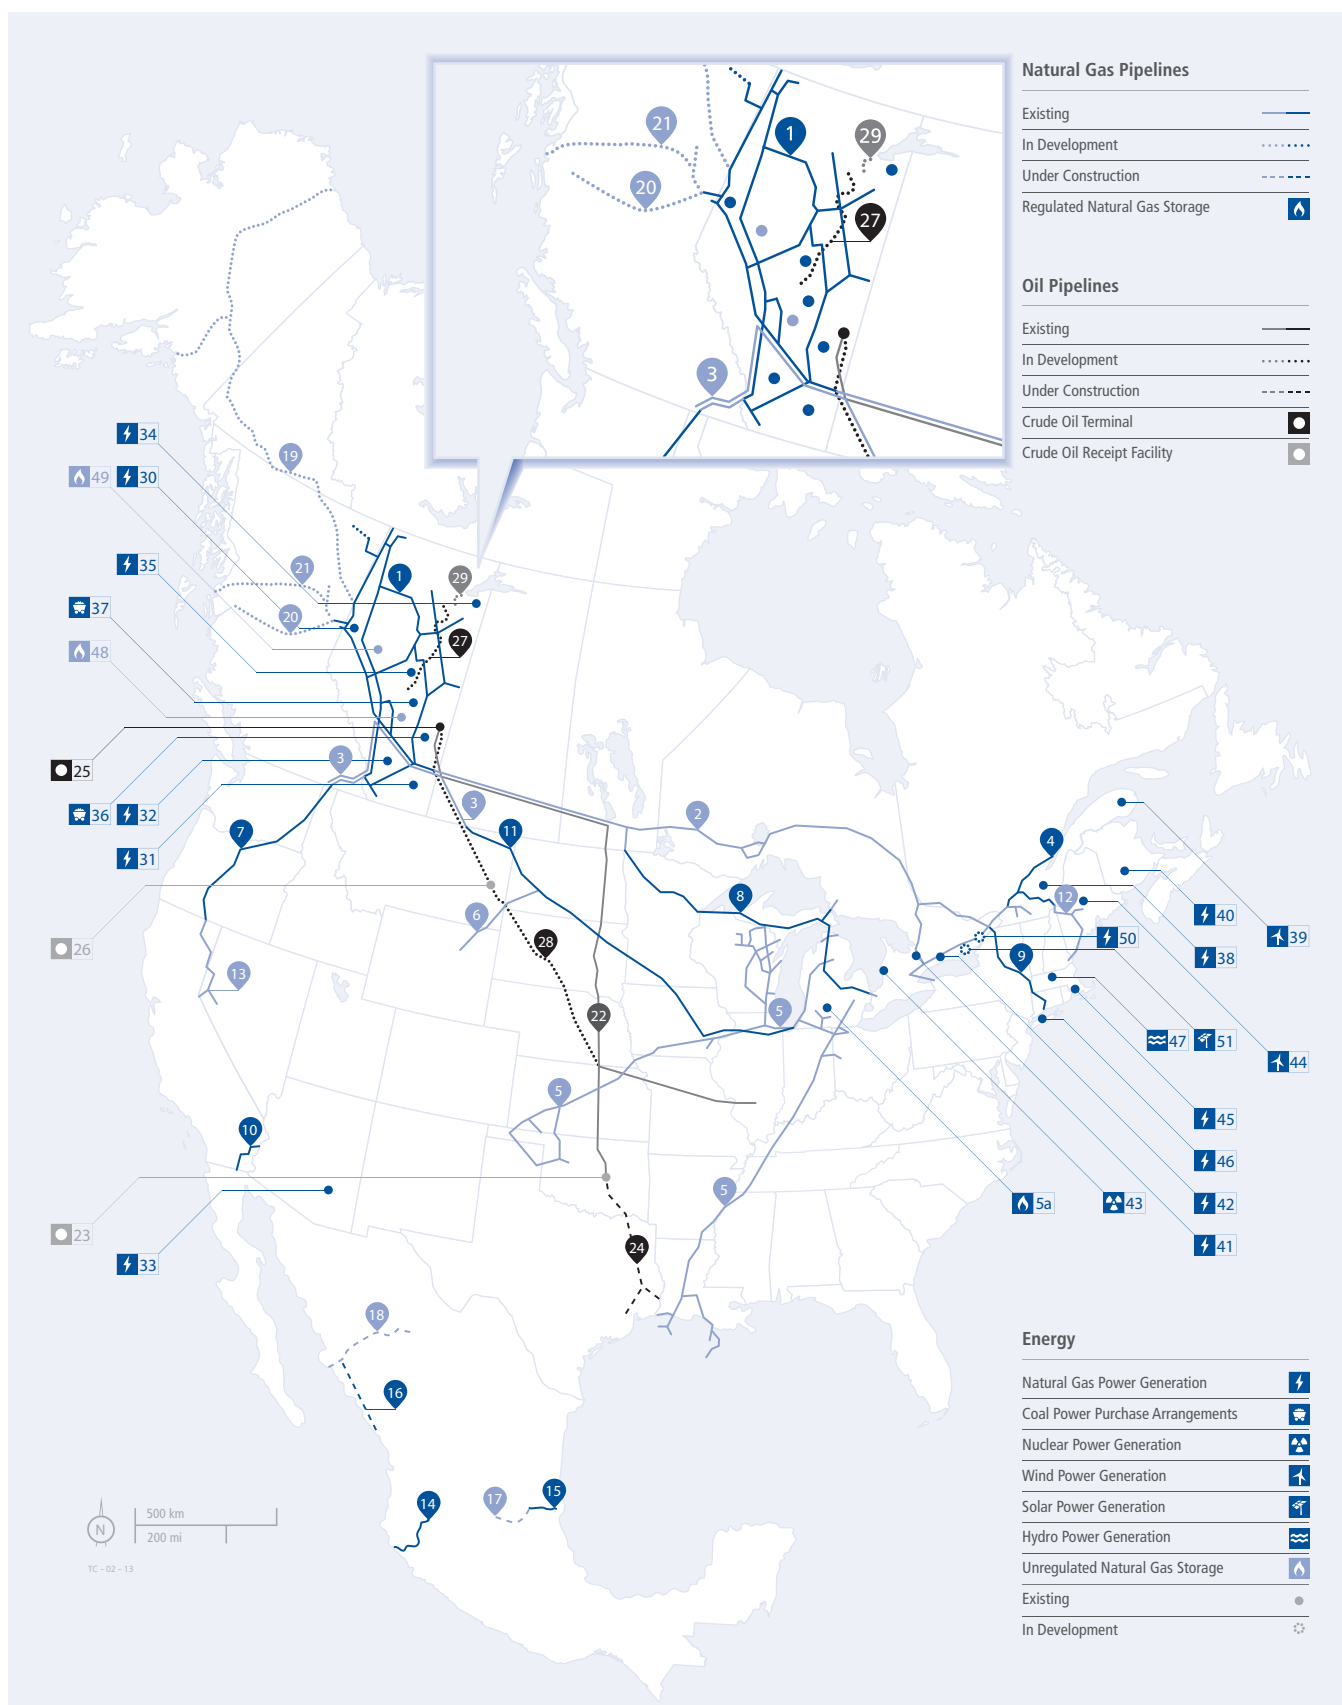 21
1
29
20
27
3
Natural Gas Pipelines
Existing
In Development
Under Construction
Regulated Natural Gas Storage
Oil Pipelines
Existing
In Development
Under Construction
Crude Oil Terminal
Crude Oil Receipt Facility
34
19
49 30
35
21
1
29
37
20
27
48
3
25
3
2
36 32
7
11
4
31
8
12
6
40
50
39
26
28
38
13
9
22
5
47 51
44
5
10
45
46
5
5a
43
42
23
24
41
33
18
16
14
17
15
500 km
N
200 mi
TC - 02 - 13
Energy
Natural Gas Power Generation
Coal Power Purchase Arrangements
Nuclear Power Generation
Wind Power Generation
Solar Power Generation
Hydro Power Generation
Unregulated Natural Gas Storage
Existing
In Development